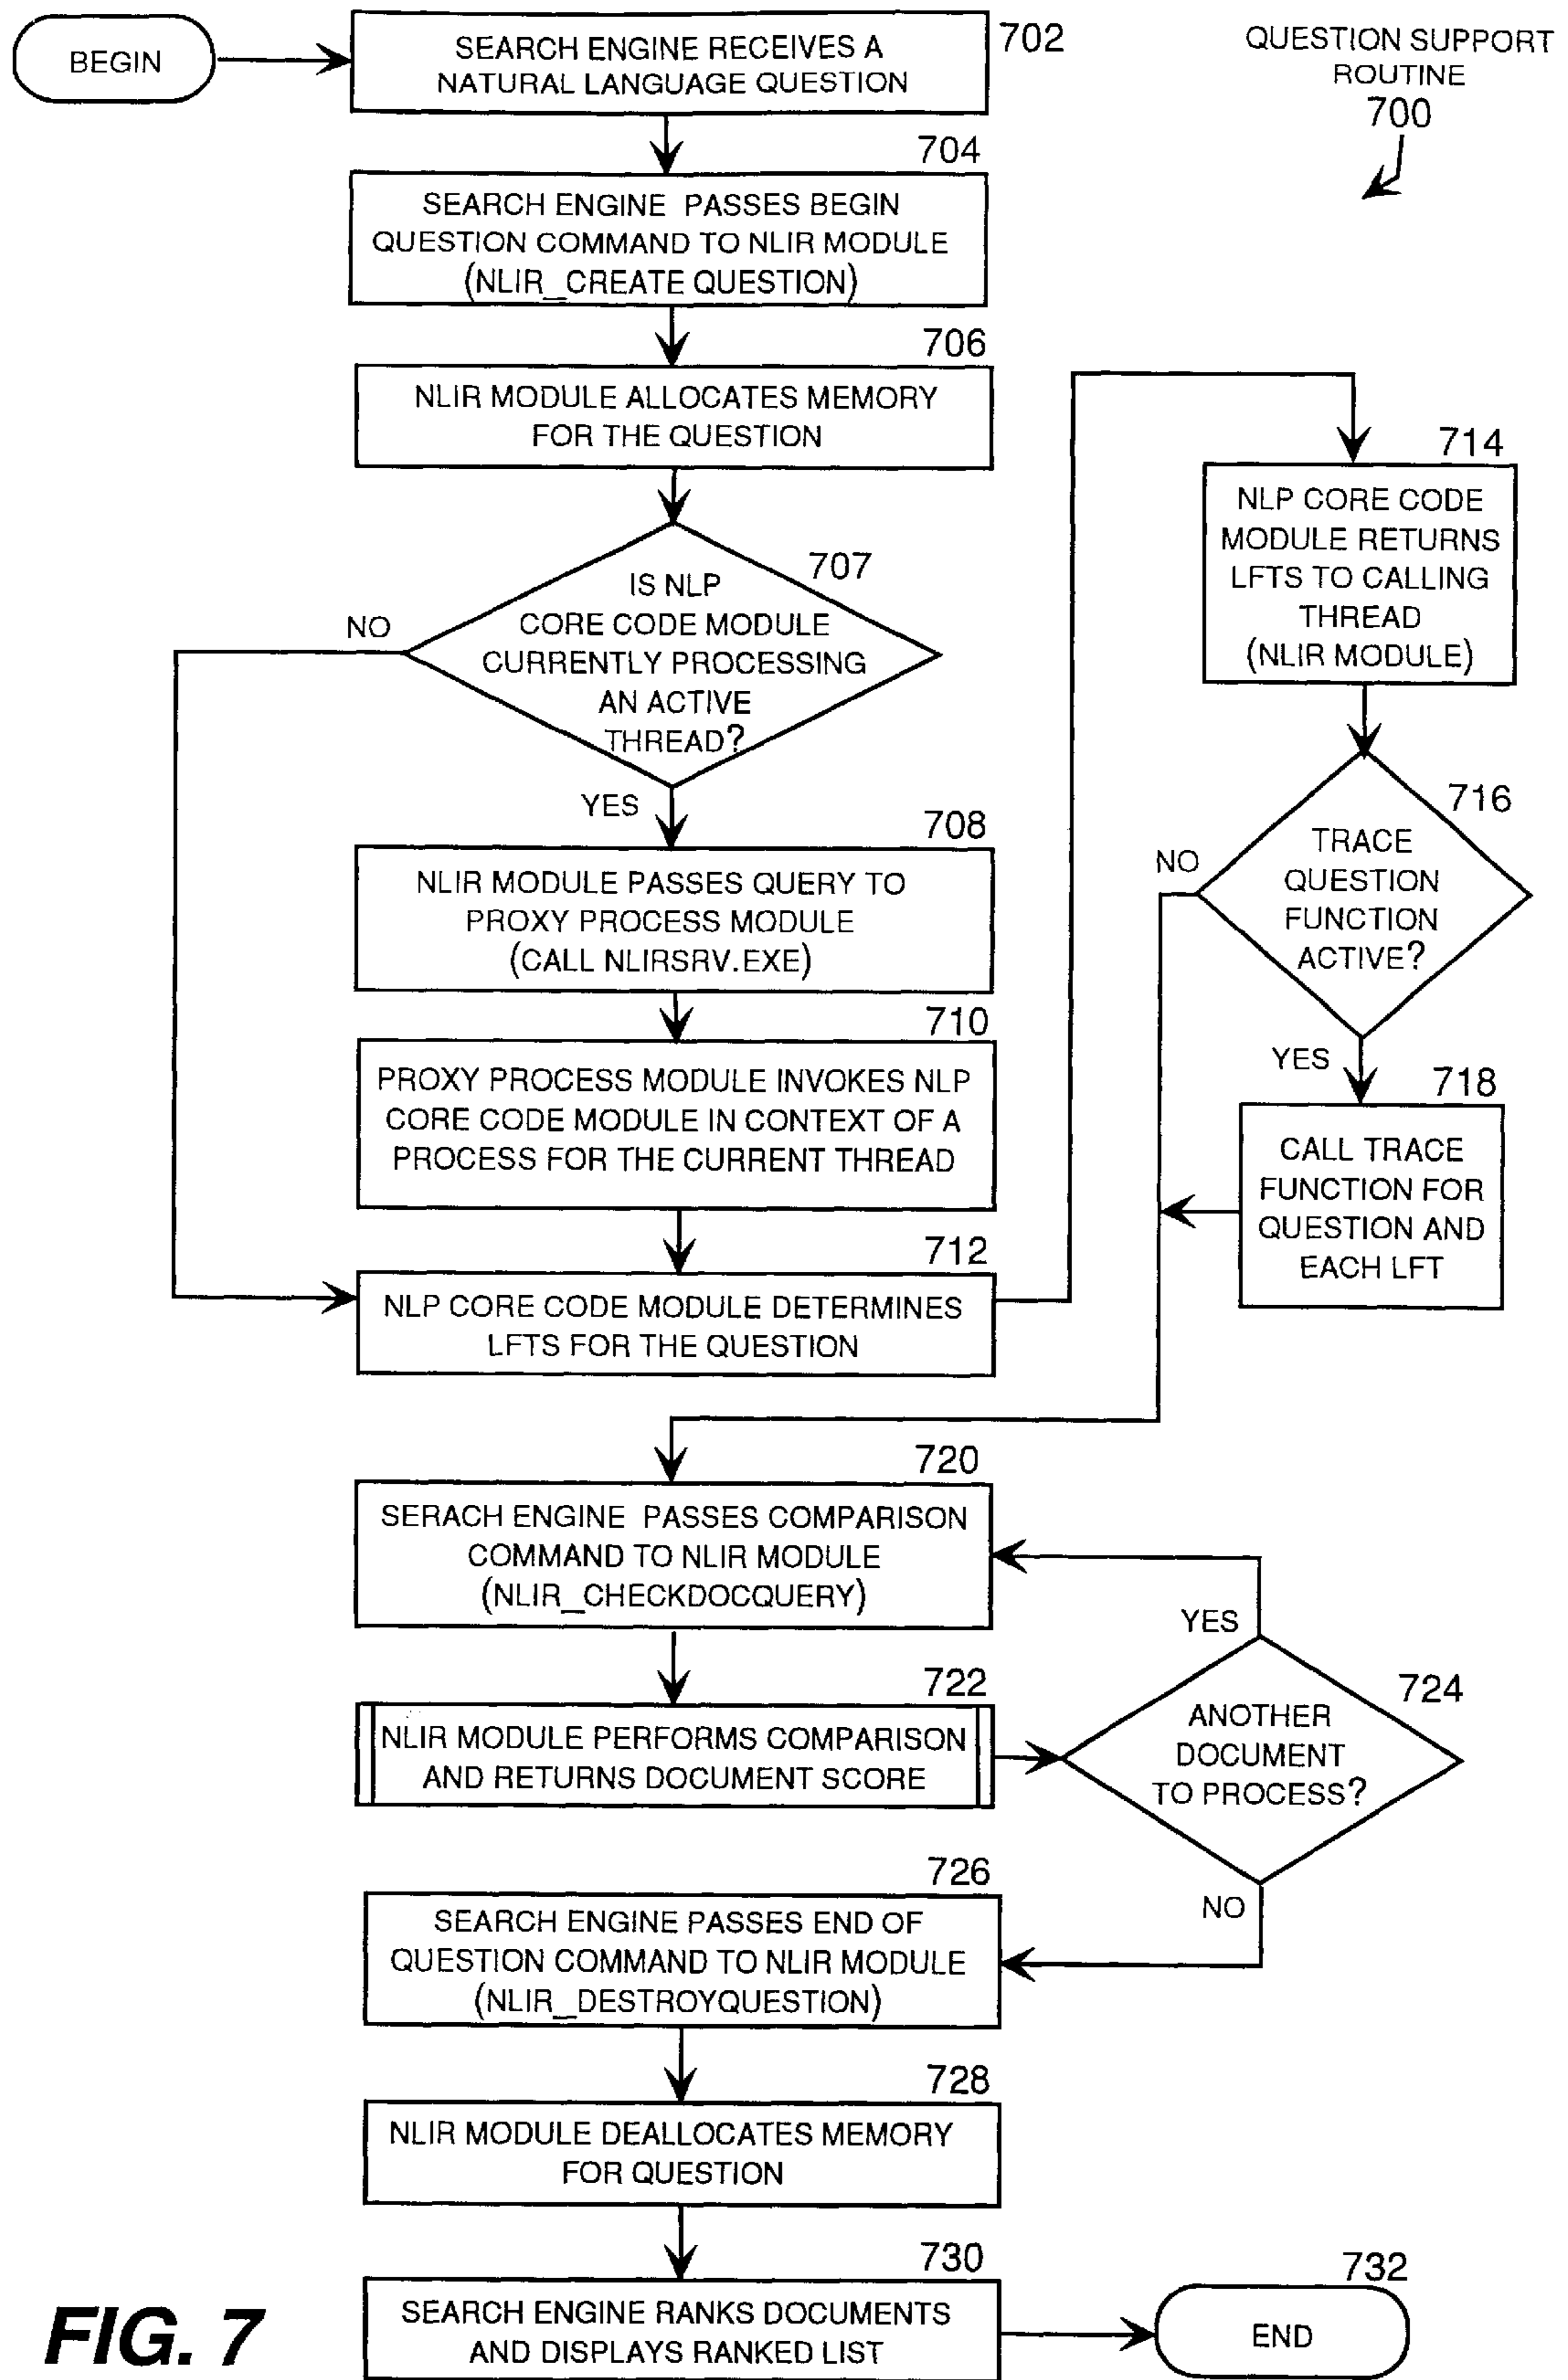 BEGIN
SEARCH ENGINE RECEIVES A
NATURAL LANGUAGE QUESTION
702
QUESTION SUPPORT
ROUTINE
700
704
SEARCH ENGINE PASSES BEGIN
QUESTION COMMAND TO NLIR MODULE
(NLIR_CREATE QUESTION)
706
NLIR MODULE ALLOCATES MEMORY
FOR THE QUESTION
707
IS NLP
CORE CODE MODULE
CURRENTLY PROCESSING
AN ACTIVE
THREAD?
NO
YES
708
NLIR MODULE PASSES QUERY TO
PROXY PROCESS MODULE
(CALL NLIRSRV.EXE)
710
PROXY PROCESS MODULE INVOKES NLP
CORE CODE MODULE IN CONTEXT OF A
PROCESS FOR THE CURRENT THREAD
712
NLP CORE CODE MODULE DETERMINES
LFTS FOR THE QUESTION
714
NLP CORE CODE
MODULE RETURNS
LFTS TO CALLING
THREAD
(NLIR MODULE)
716
TRACE
QUESTION
FUNCTION
ACTIVE?
NO
YES
718
CALL TRACE
FUNCTION FOR
QUESTION AND
EACH LFT
720
SERACH ENGINE PASSES COMPARISON
COMMAND TO NLIR MODULE
(NLIR_CHECKDOCQUERY)
722
NLIR MODULE PERFORMS COMPARISON
AND RETURNS DOCUMENT SCORE
YES
724
ANOTHER
DOCUMENT
TO PROCESS?
NO
726
SEARCH ENGINE PASSES END OF
QUESTION COMMAND TO NLIR MODULE
(NLIR_DESTROYQUESTION)
728
NLIR MODULE DEALLOCATES MEMORY
FOR QUESTION
730
SEARCH ENGINE RANKS DOCUMENTS
AND DISPLAYS RANKED LIST
732
END
FIG. 7